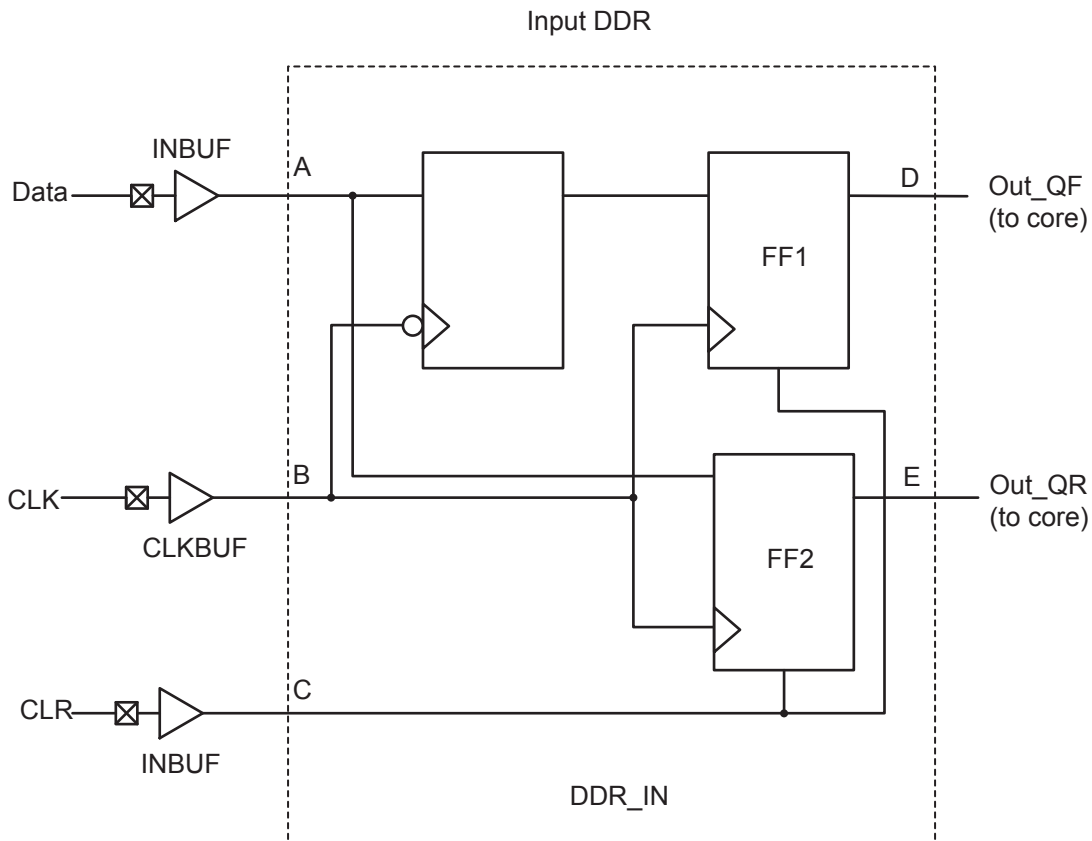 Input DDR
INBUF
A
Data
D
Out_QF
(to core)
FF1
B
CLK
E
Out_QR
(to core)
CLKBUF
FF2
C
CLR
INBUF
DDR_IN